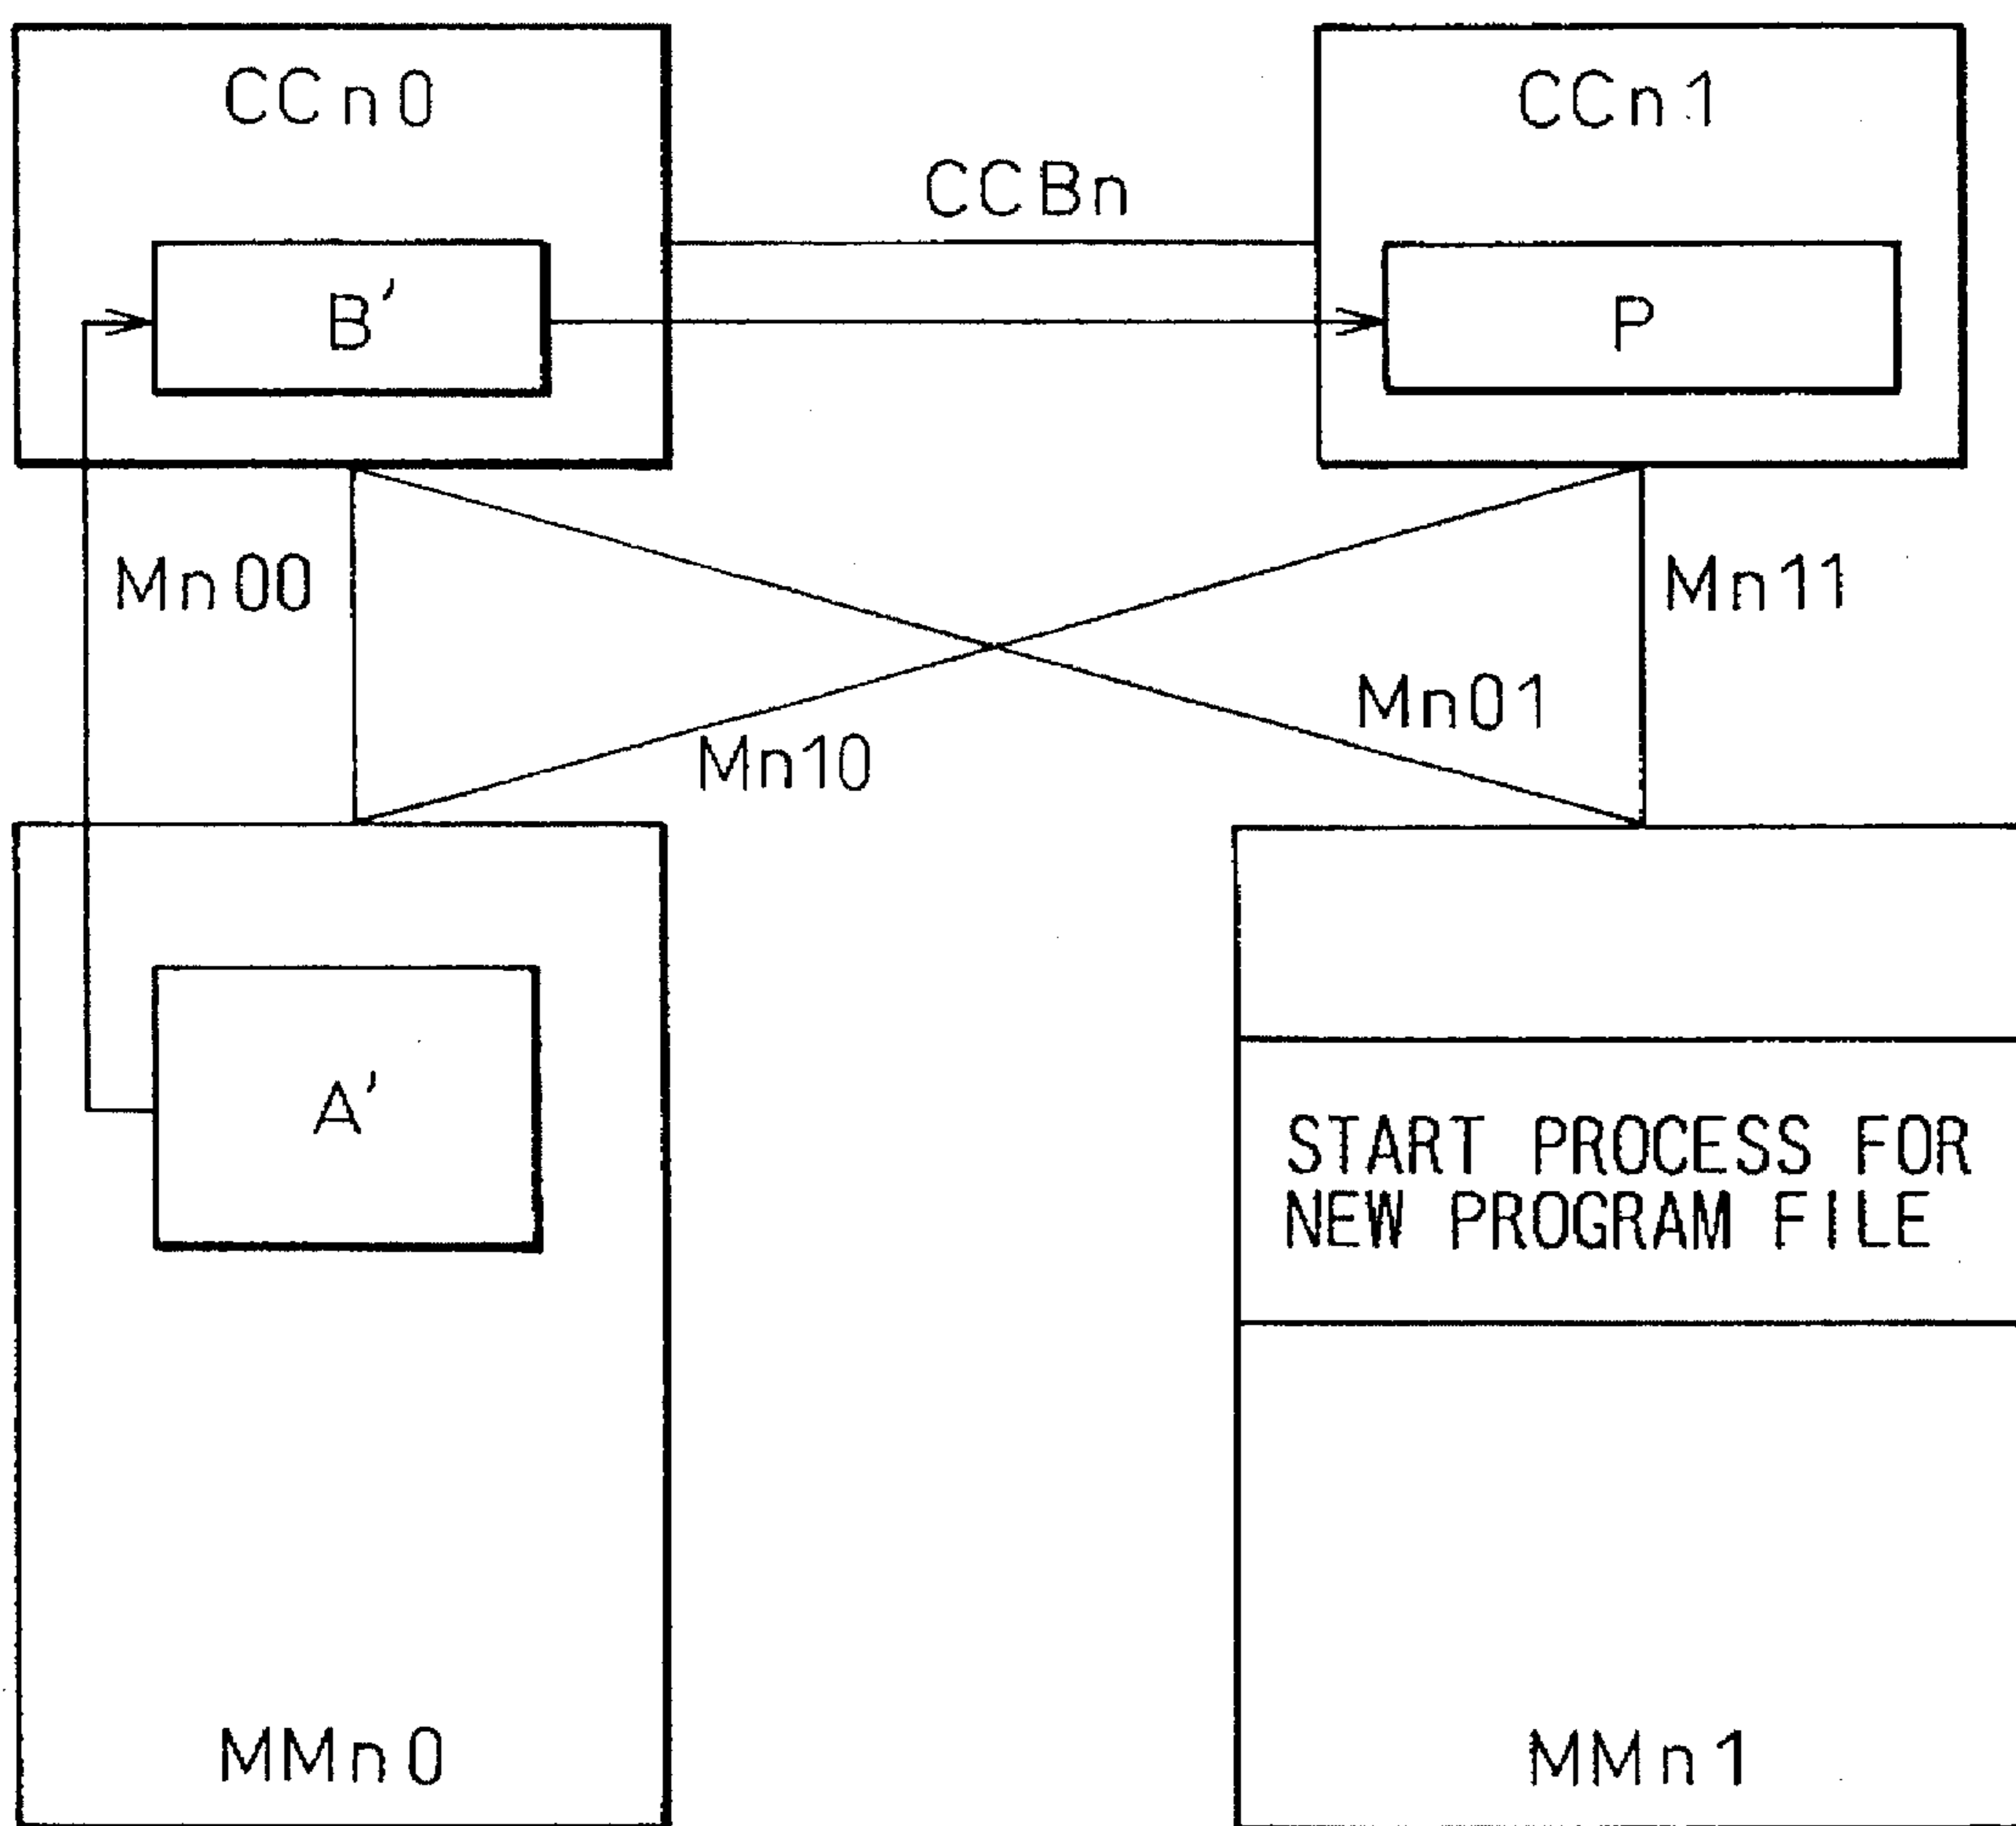 CCn0
CCn1
CCBn
B′
P
Mn00
Mn11
Mn01
Mn10
A′
START PROCESS FOR
NEW PROGRAM FILE
MMn0
MMn1